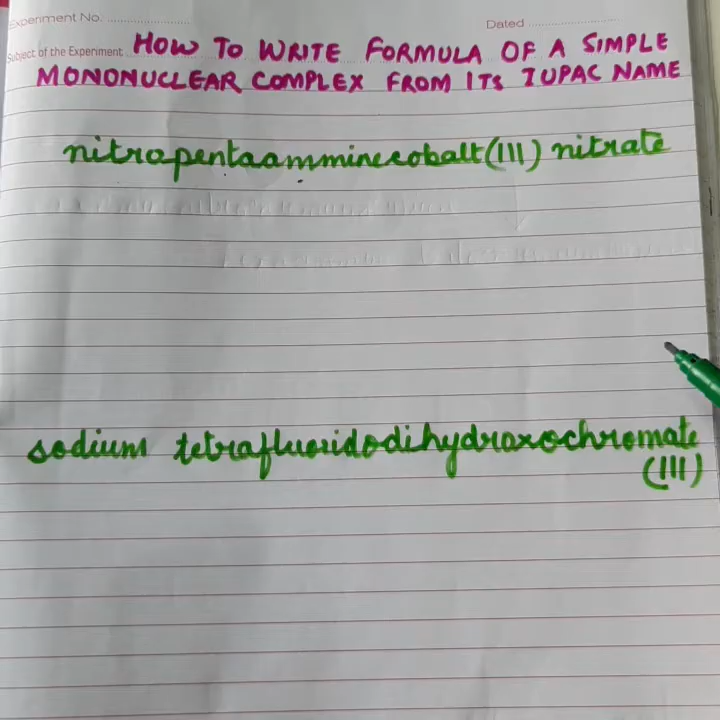 Experiment No.
Dated
Subject of the Experiment HOW TO WRITE FORMULA OF A SIMPLE
MONONUCLEAR COMPLEX FROM ITS IUPAC NAME
nitropentaamminecobalt(III) nitrate
sodium tetrafluoridodihydroxochromate
(III)